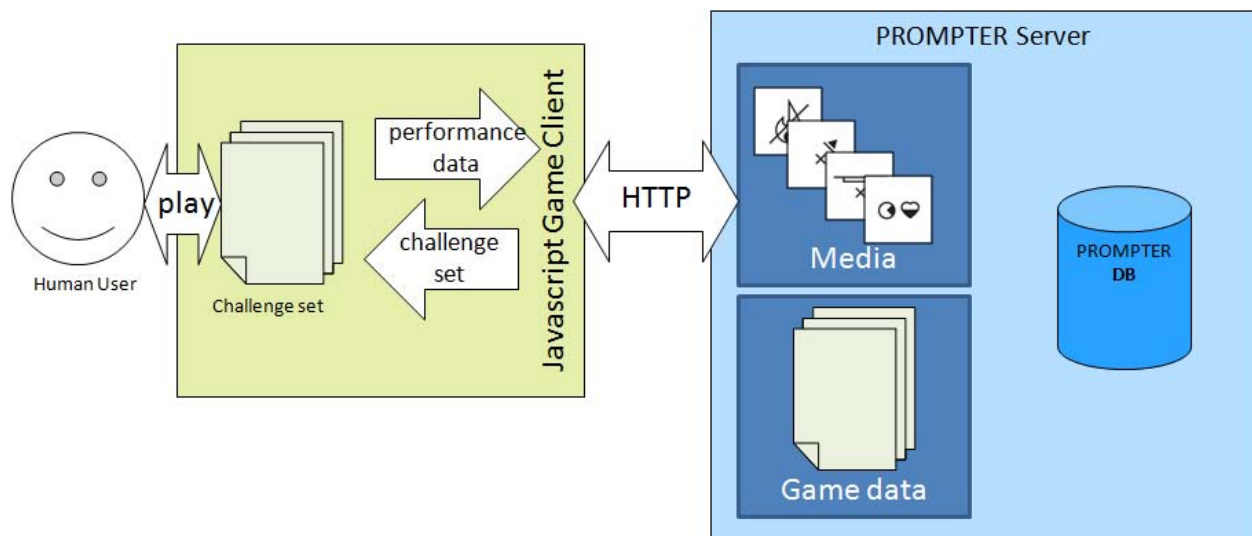 Human User
play
Challenge set
performance
data
challenge
set
Javascript Game Client
HTTP
PROMPTER Server
Media
Game data
PROMPTER
DB